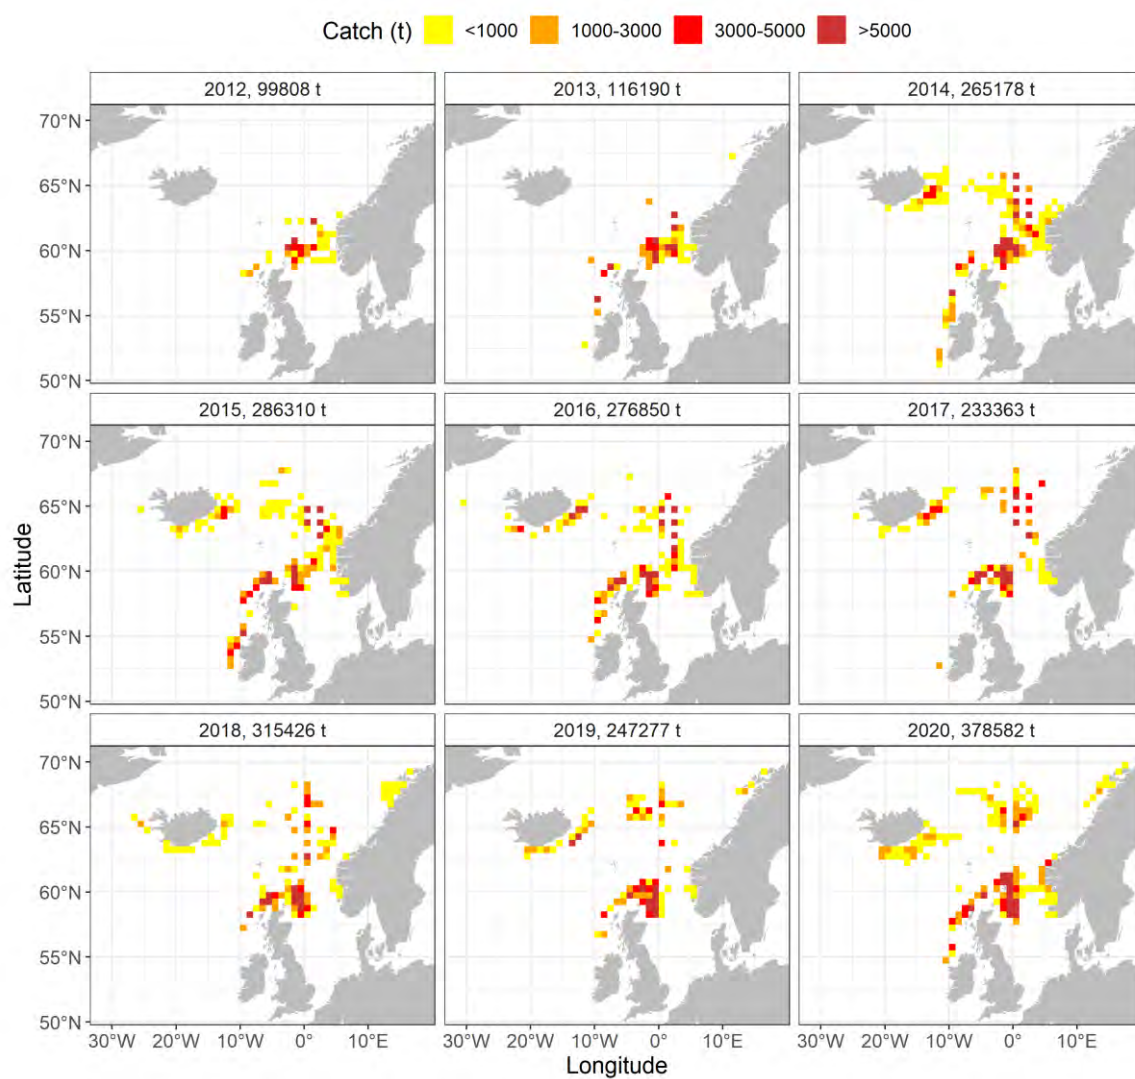 Catch (t) <1000 1000-3000 3000-5000 >5000
2012, 99808 t 2013, 116190 t 2014, 265178 t
70°N
65°N
60°N
55°N
50°N
2015, 286310 t 2016, 276850 t 2017, 233363 t
70°N
65°N
60°N
55°N
50°N
Latitude
2018, 315426 t 2019, 247277 t 2020, 378582 t
70°N
65°N
60°N
55°N
50°N
30°W 20°W 10°W 0° 10°E 30°W 20°W 10°W 0° 10°E 30°W 20°W 10°W 0° 10°E
Longitude